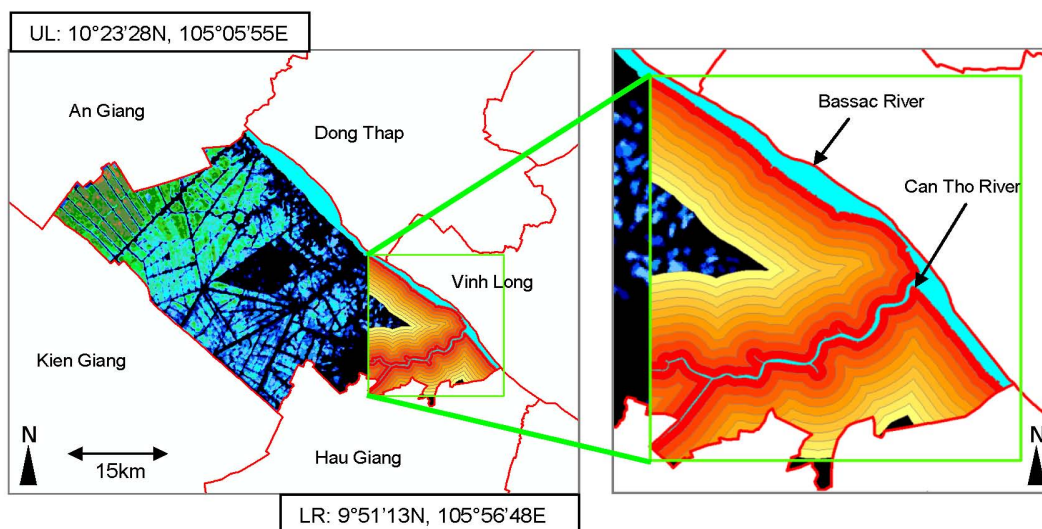 UL: 10°23'28N, 105°05'55E
An Giang
Dong Thap
Vinh Long
Kien Giang
Hau Giang
N
15km
LR: 9°51'13N, 105°56'48E
Bassac River
Can Tho River
N